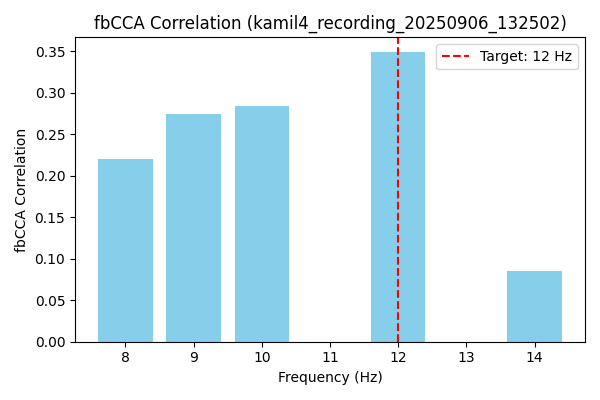 fbCCA Correlation (kamil4_recording_20250906_132502)
Target: 12 Hz
fbCCA Correlation
0.35
0.30
0.25
0.20
0.15
0.10
0.05
0.00
8 9 10 11 12 13 14
Frequency (Hz)